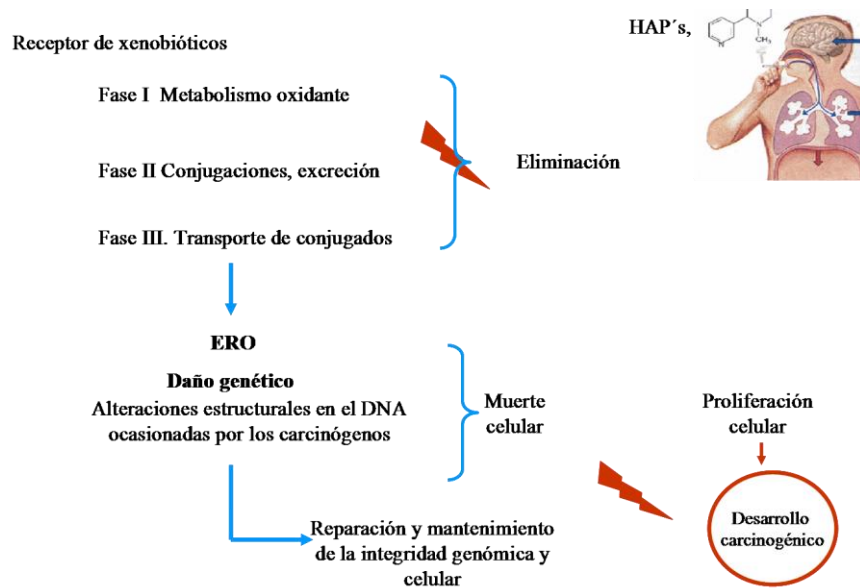 HAP´s,
N
N
CH₃
Receptor de xenobióticos
Fase I  Metabolismo oxidante
Fase II Conjugaciones, excreción
Eliminación
Fase III. Transporte de conjugados
ERO
Daño genético
Alteraciones estructurales en el DNA
ocasionadas por los carcinógenos
Muerte
celular
Proliferación
celular
Desarrollo
carcinogénico
Reparación y mantenimiento
de la integridad genómica y
celular